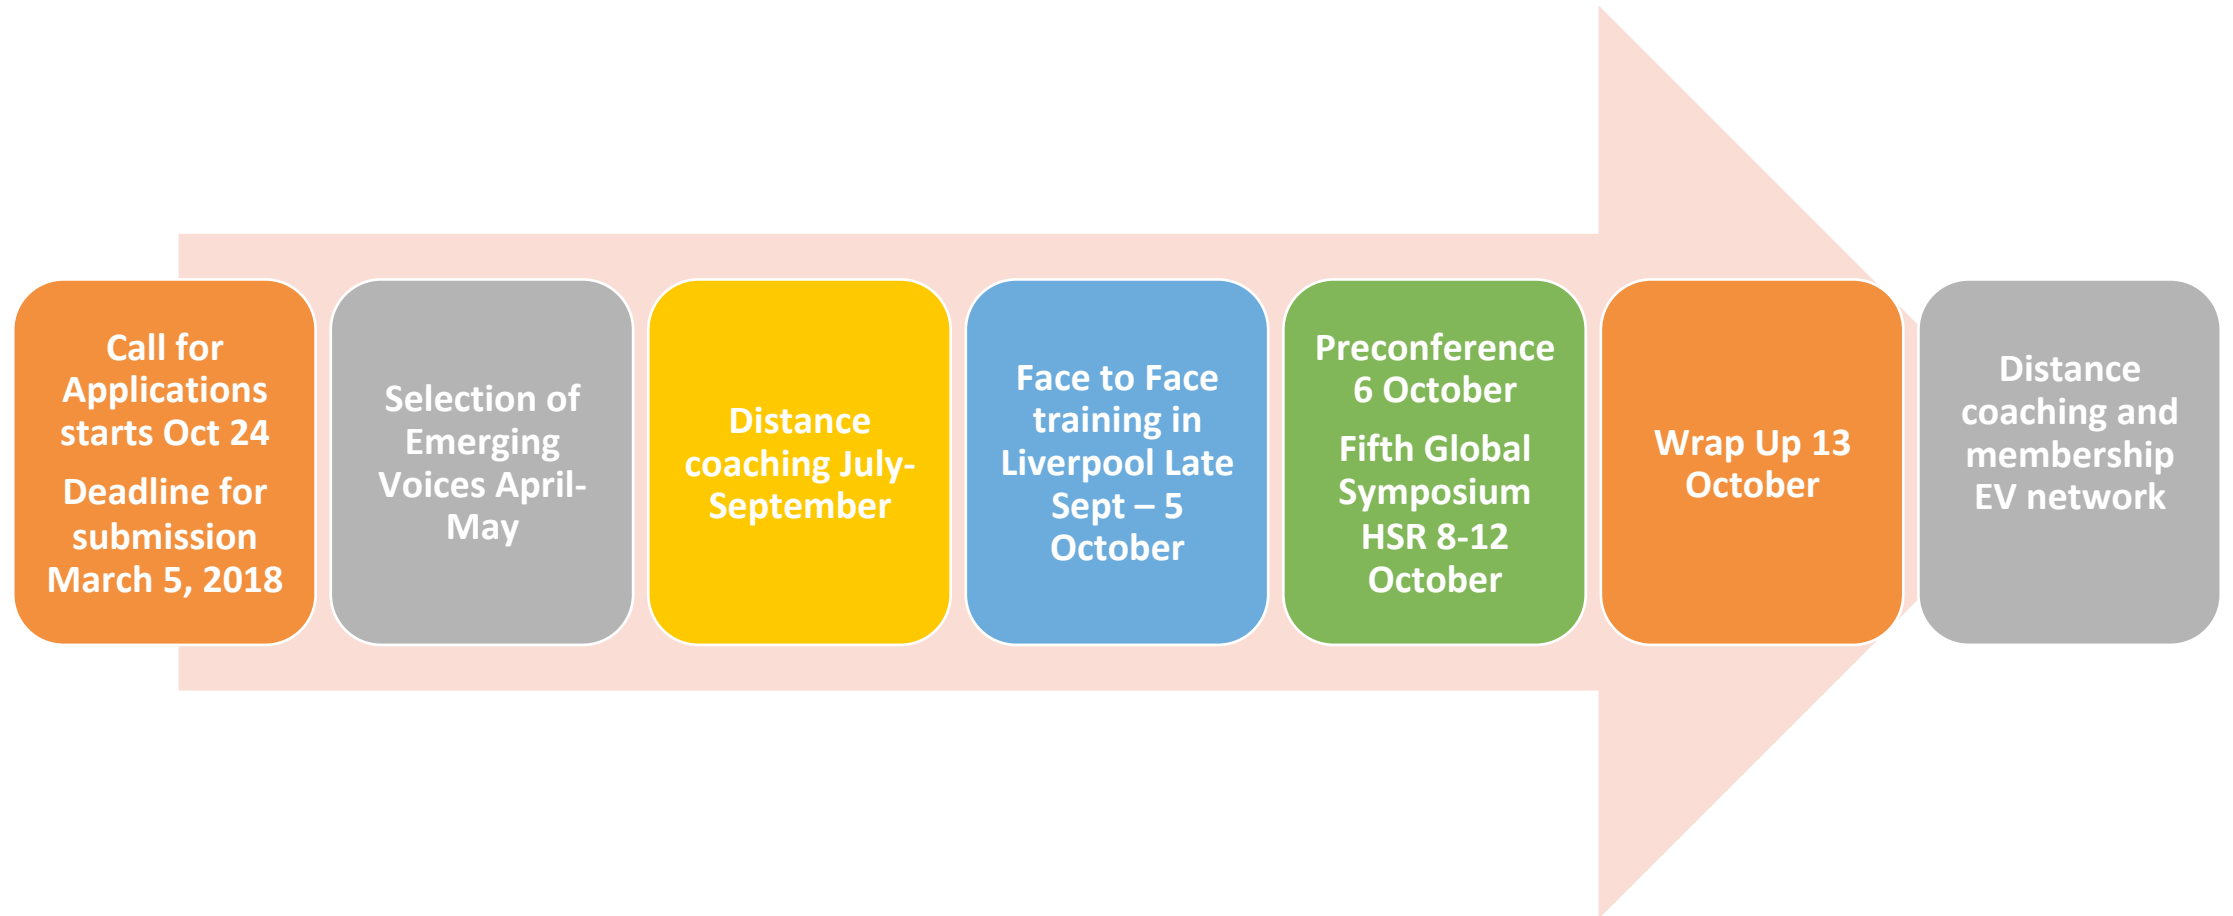 Call for
Applications
starts Oct 24
Deadline for
submission
March 5, 2018
Selection of
Emerging
Voices April-
May
Distance
coaching July-
September
Face to Face
training in
Liverpool Late
Sept – 5
October
Preconference
6 October
Fifth Global
Symposium
HSR 8-12
October
Wrap Up 13
October
Distance
coaching and
membership
EV network